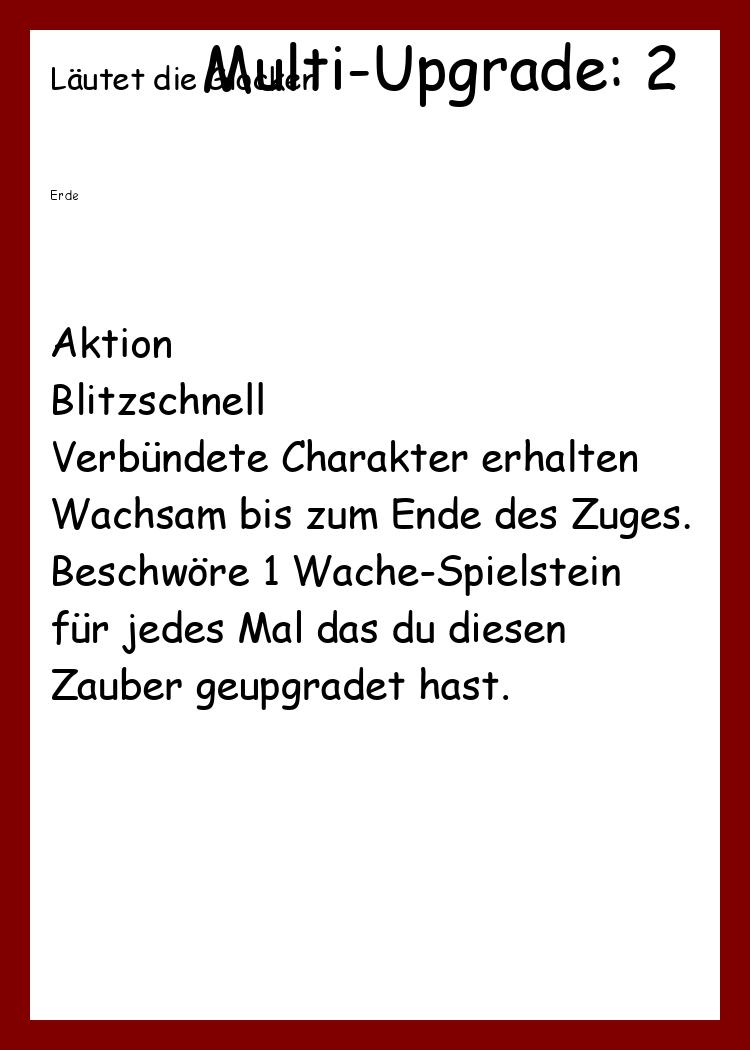 Läutet die Glocken
Multi-Upgrade: 2
Erde
Aktion
Blitzschnell
Verbündete Charakter erhalten
Wachsam bis zum Ende des Zuges.
Beschwöre 1 Wache-Spielstein
für jedes Mal das du diesen
Zauber geupgradet hast.